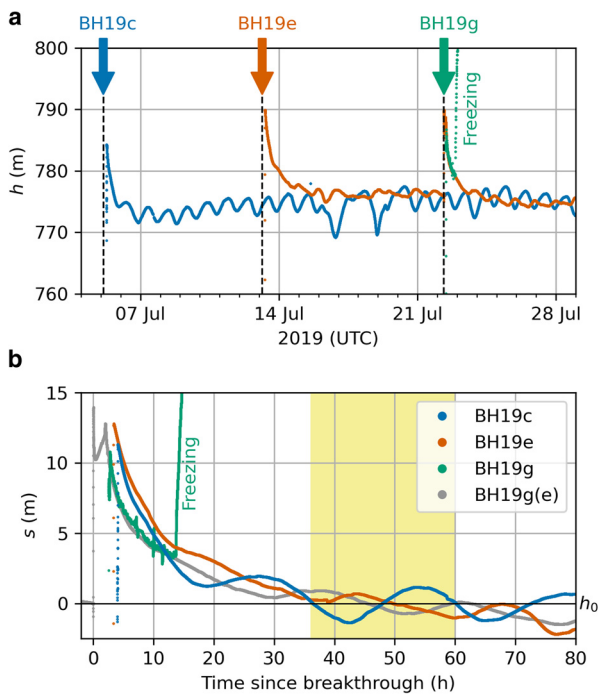 a
BH19c BH19e BH19g
800
790
780
770
760
h (m)
Freezing
07 Jul 14 Jul 21 Jul 28 Jul
2019 (UTC)
b
15
10
5
0
s (m)
Freezing
BH19c
BH19e
BH19g
BH19g(e)
h₀
0 10 20 30 40 50 60 70 80
Time since breakthrough (h)